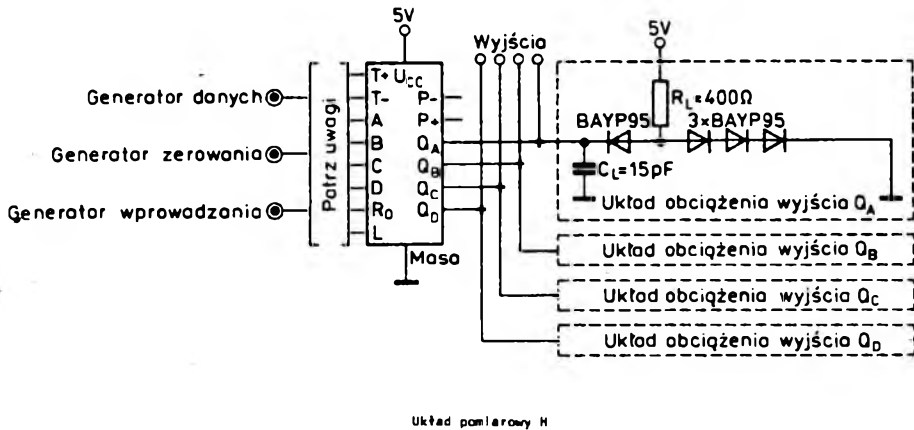 5V
Wyjścia
5V
Generator danych
Generator zerowania
Generator wprowadzania
Patrz uwagi
T+ U_CC
T- P-
A P+
B Q_A
C Q_B
D Q_C
R_D Q_D
L
Masa
R_L=400Ω
BAYP95 3×BAYP95
C_L=15pF
Układ obciążenia wyjścia Q_A
Układ obciążenia wyjścia Q_B
Układ obciążenia wyjścia Q_C
Układ obciążenia wyjścia Q_D
Układ pomiarowy H